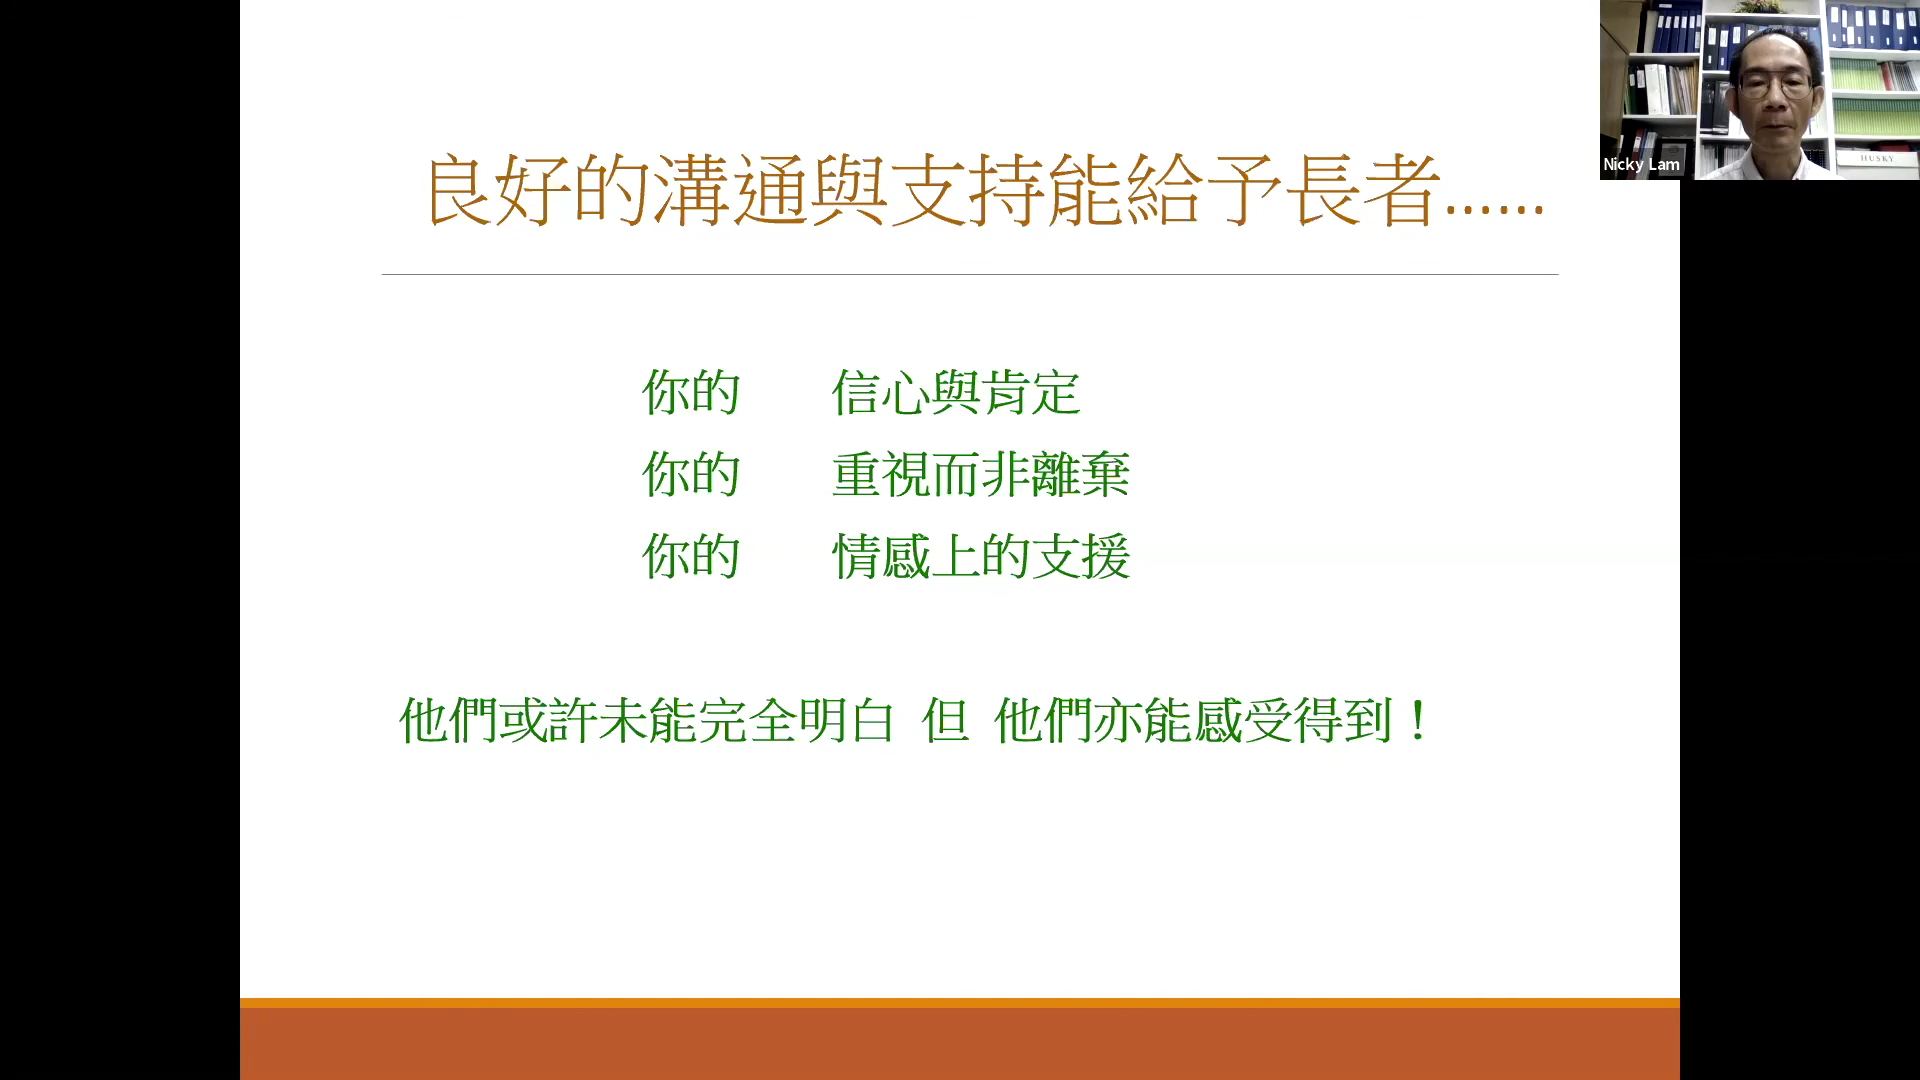 良好的溝通與支持能給予長者......
你的 信心與肯定
你的 重視而非離棄
你的 情感上的支援
他們或許未能完全明白 但 他們亦能感受得到！
Nicky Lam
HUSKY